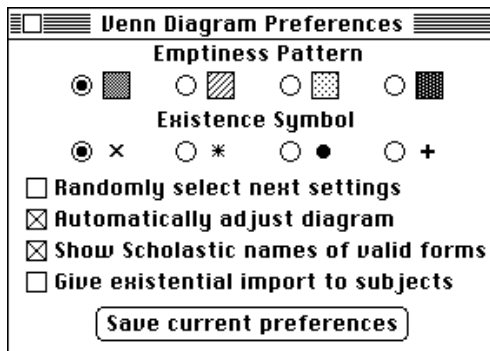 Venn Diagram Preferences
Emptiness Pattern
Existence Symbol
Randomly select next settings
Automatically adjust diagram
Show Scholastic names of valid forms
Give existential import to subjects
Save current preferences